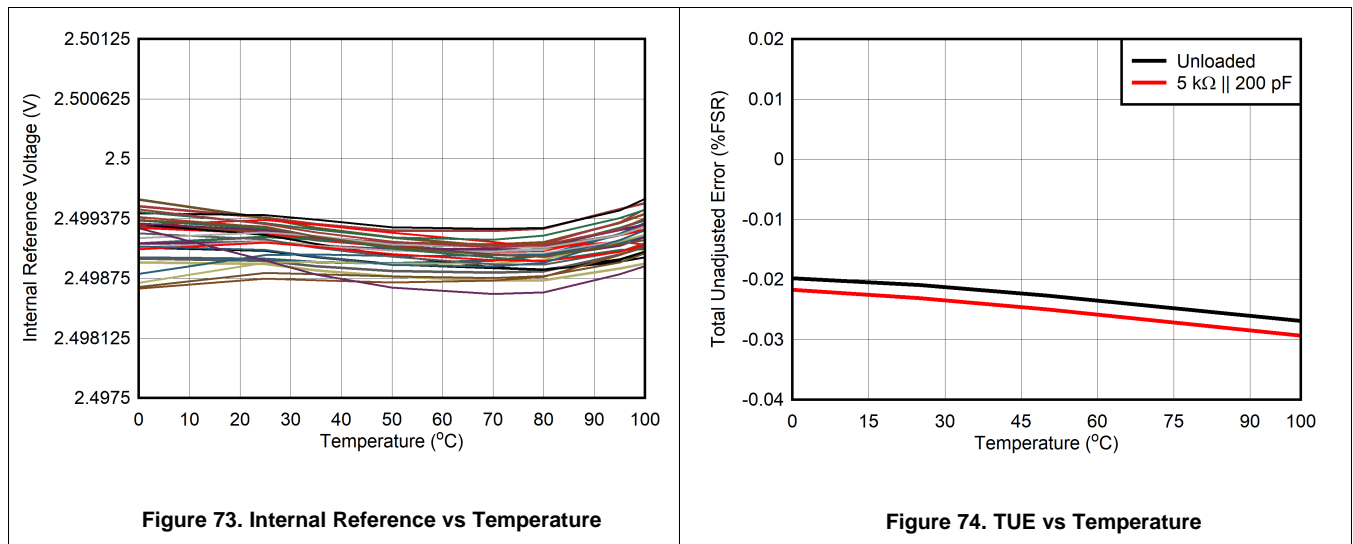 Internal Reference Voltage (V)
2.50125
2.500625
2.5
2.499375
2.49875
2.498125
2.4975
0 10 20 30 40 50 60 70 80 90 100
Temperature (oC)
Figure 73. Internal Reference vs Temperature
Total Unadjusted Error (%FSR)
0.02
0.01
0
-0.01
-0.02
-0.03
-0.04
Unloaded
5 kΩ || 200 pF
0 15 30 45 60 75 90 100
Temperature (oC)
Figure 74. TUE vs Temperature